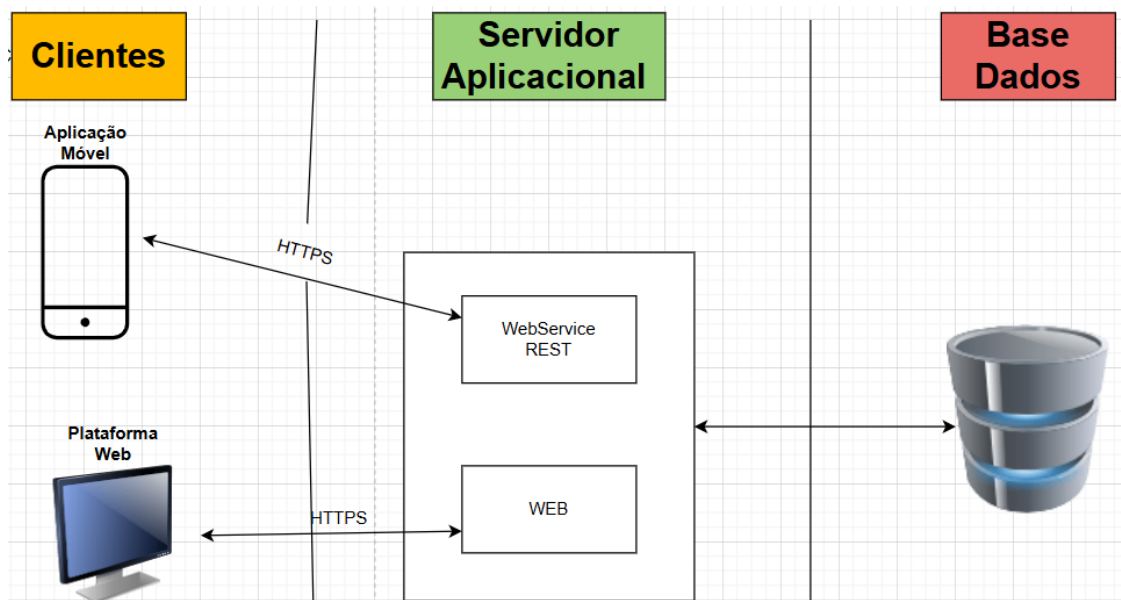 Clientes
Servidor
Aplicacional
Base
Dados
Aplicação
Móvel
HTTPS
WebService
REST
Plataforma
Web
HTTPS
WEB